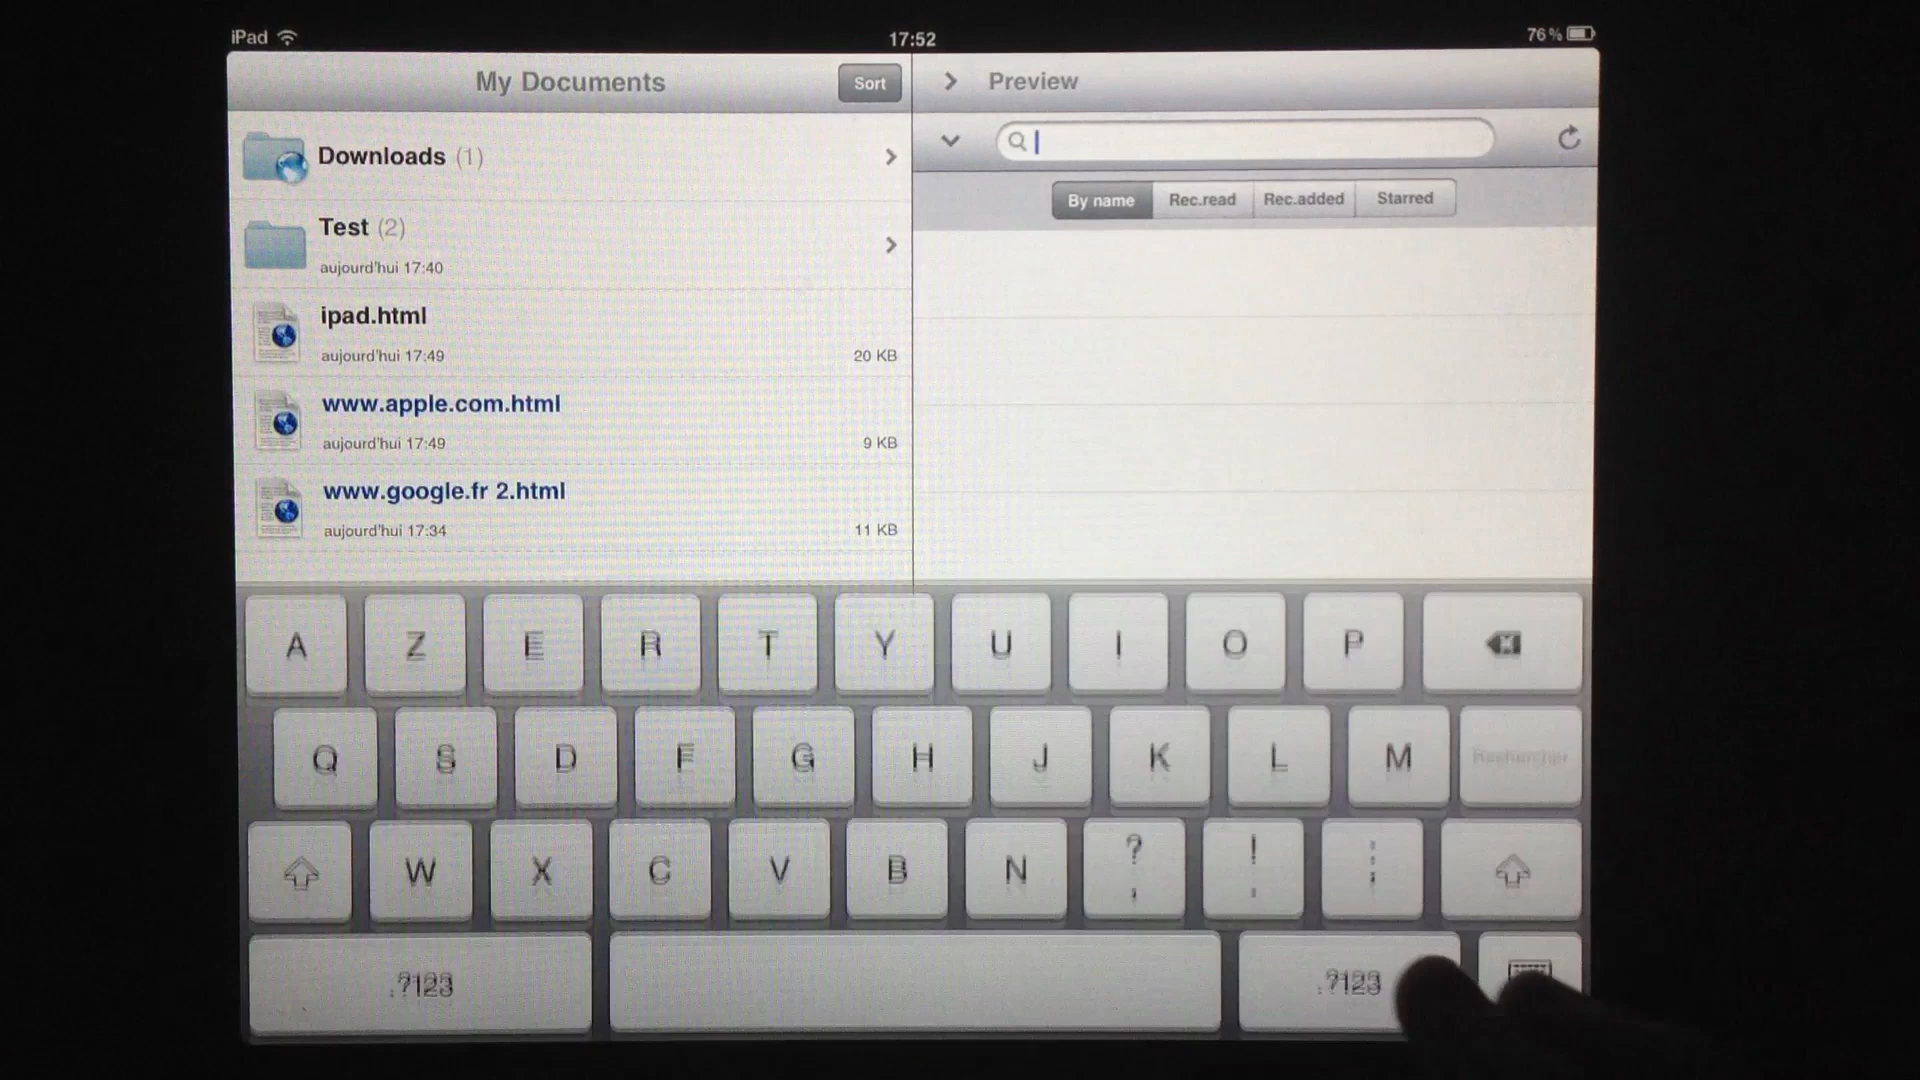 iPad
17:52
76 %
My Documents
Sort
Preview
Downloads (1)
By name
Rec.read
Rec.added
Starred
Test (2)
aujourd'hui 17:40
ipad.html
aujourd'hui 17:49
20 KB
www.apple.com.html
aujourd'hui 17:49
9 KB
www.google.fr 2.html
aujourd'hui 17:34
11 KB
A Z E R T Y U I O P
Q S D F G H J K L M Rechercher
W X C V B N ? , ! . : ;
.?123
.?123